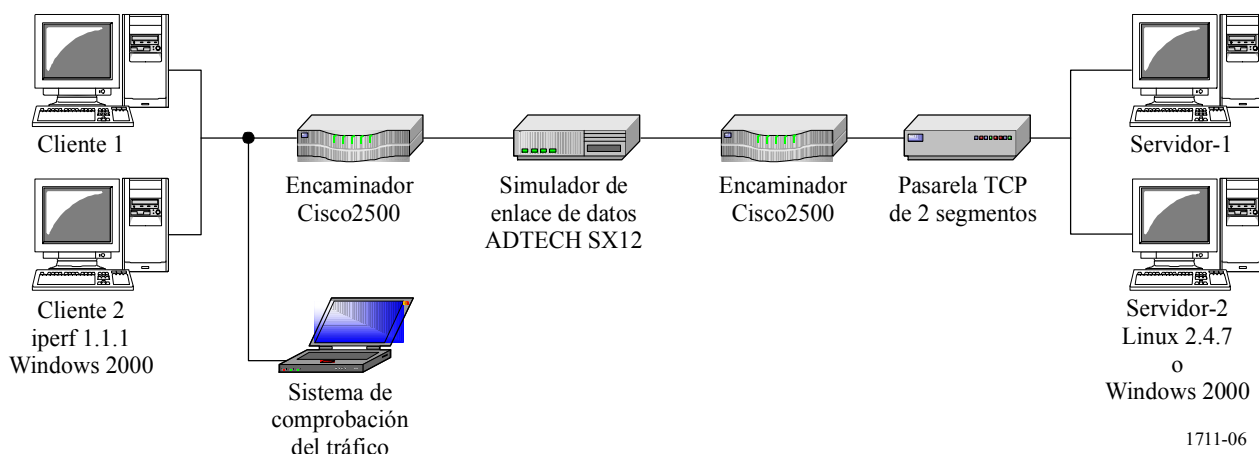 Cliente 1
Cliente 2
iperf 1.1.1
Windows 2000
Encaminador
Cisco2500
Sistema de
comprobación
del tráfico
Simulador de
enlace de datos
ADTECH SX12
Encaminador
Cisco2500
Pasarela TCP
de 2 segmentos
Servidor-1
Servidor-2
Linux 2.4.7
o
Windows 2000
1711-06